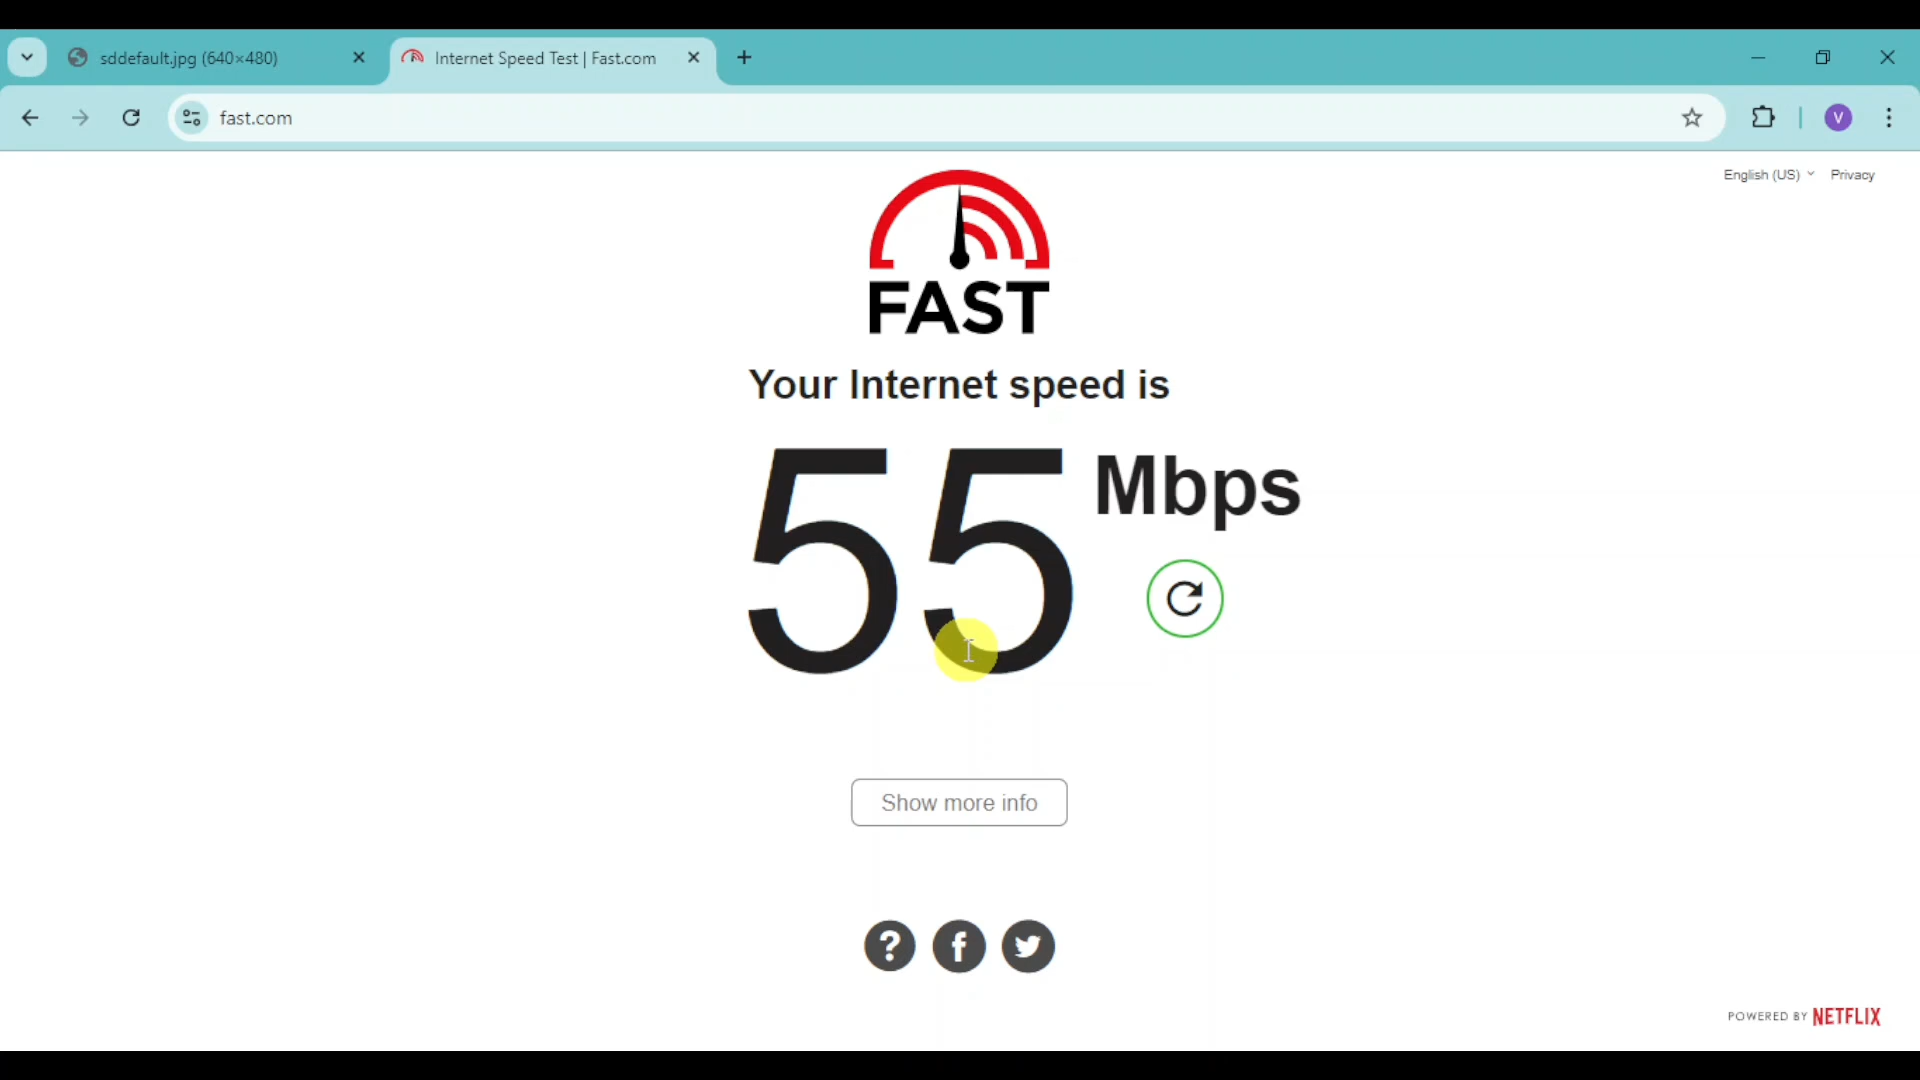 sddefault.jpg (640×480)
Internet Speed Test | Fast.com
fast.com
V
English (US)
Privacy
FAST
Your Internet speed is
55 Mbps
Show more info
?
f
POWERED BY NETFLIX